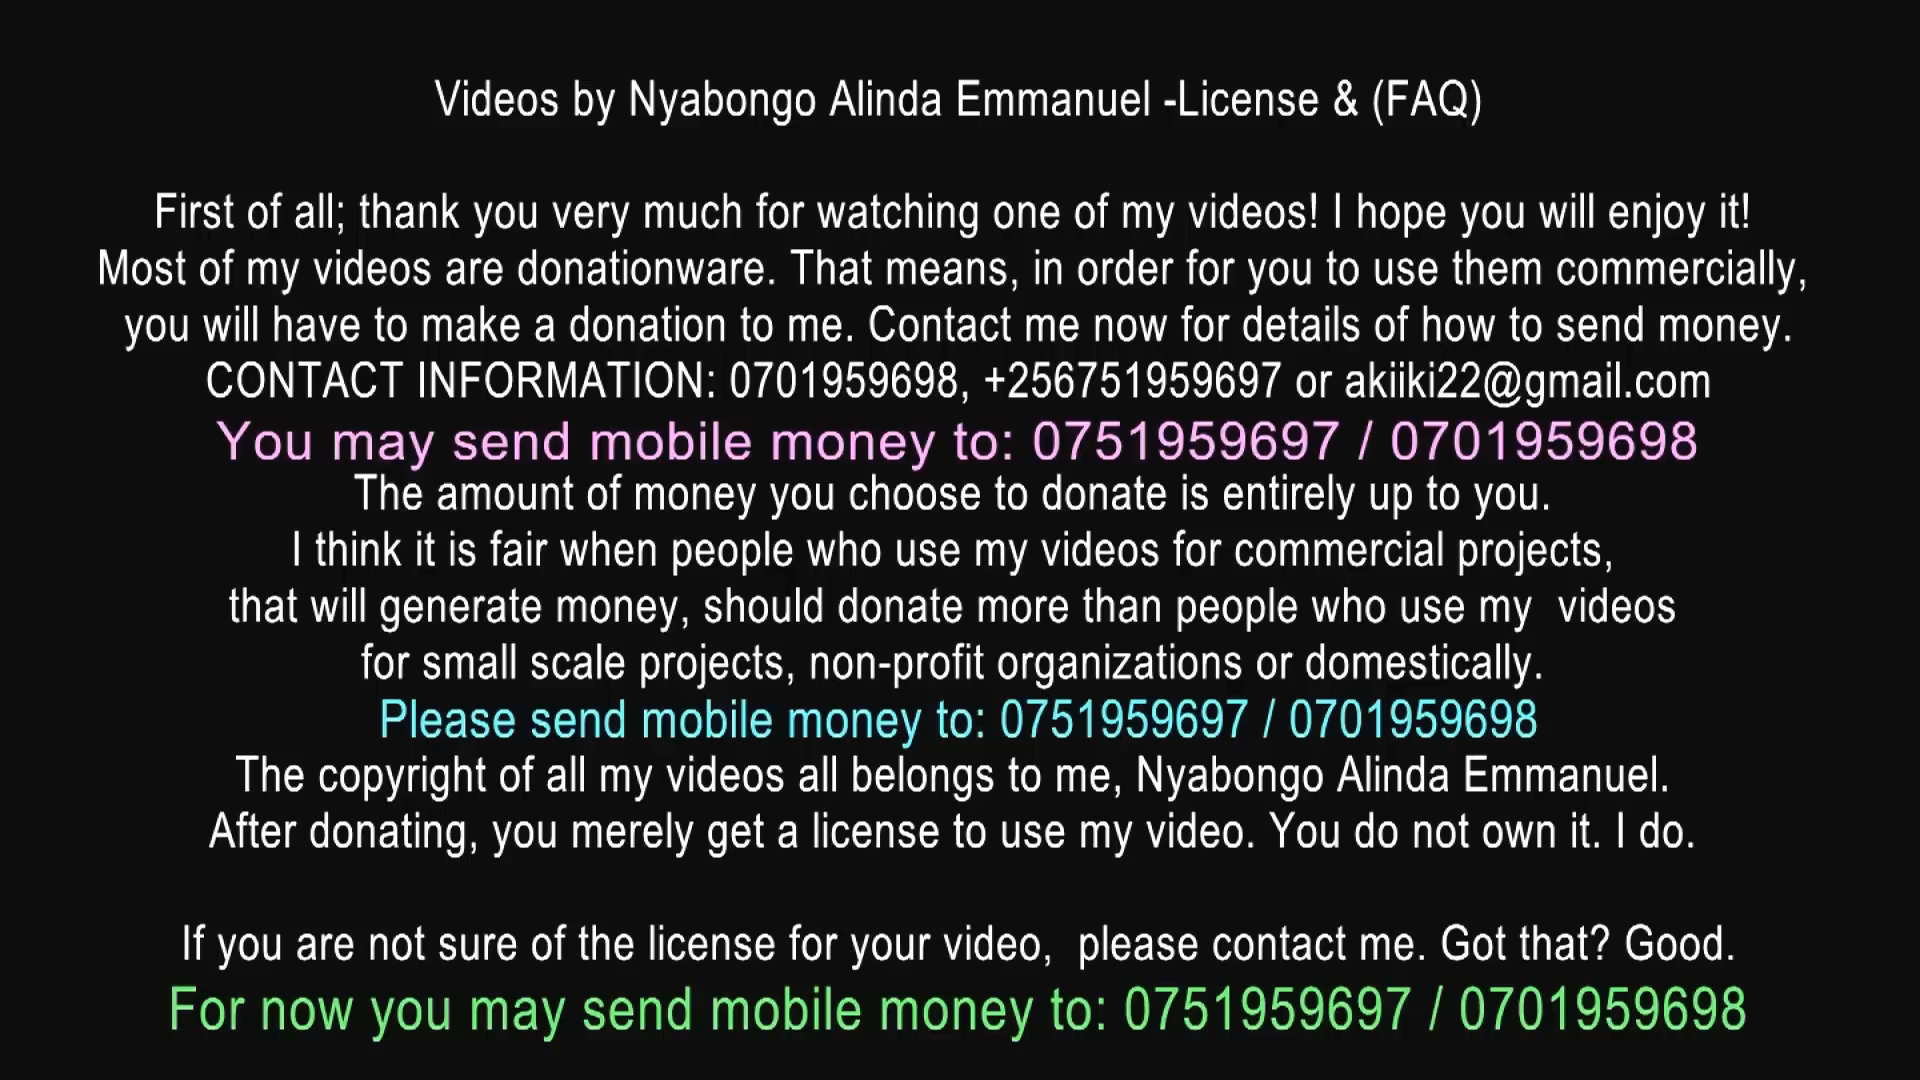 Videos by Nyabongo Alinda Emmanuel -License & (FAQ)
First of all; thank you very much for watching one of my videos! I hope you will enjoy it!
Most of my videos are donationware. That means, in order for you to use them commercially,
you will have to make a donation to me. Contact me now for details of how to send money.
CONTACT INFORMATION: 0701959698, +256751959697 or akiiki22@gmail.com
You may send mobile money to: 0751959697 / 0701959698
The amount of money you choose to donate is entirely up to you.
I think it is fair when people who use my videos for commercial projects,
that will generate money, should donate more than people who use my  videos
for small scale projects, non-profit organizations or domestically.
Please send mobile money to: 0751959697 / 0701959698
The copyright of all my videos all belongs to me, Nyabongo Alinda Emmanuel.
After donating, you merely get a license to use my video. You do not own it. I do.
If you are not sure of the license for your video,  please contact me. Got that? Good.
For now you may send mobile money to: 0751959697 / 0701959698